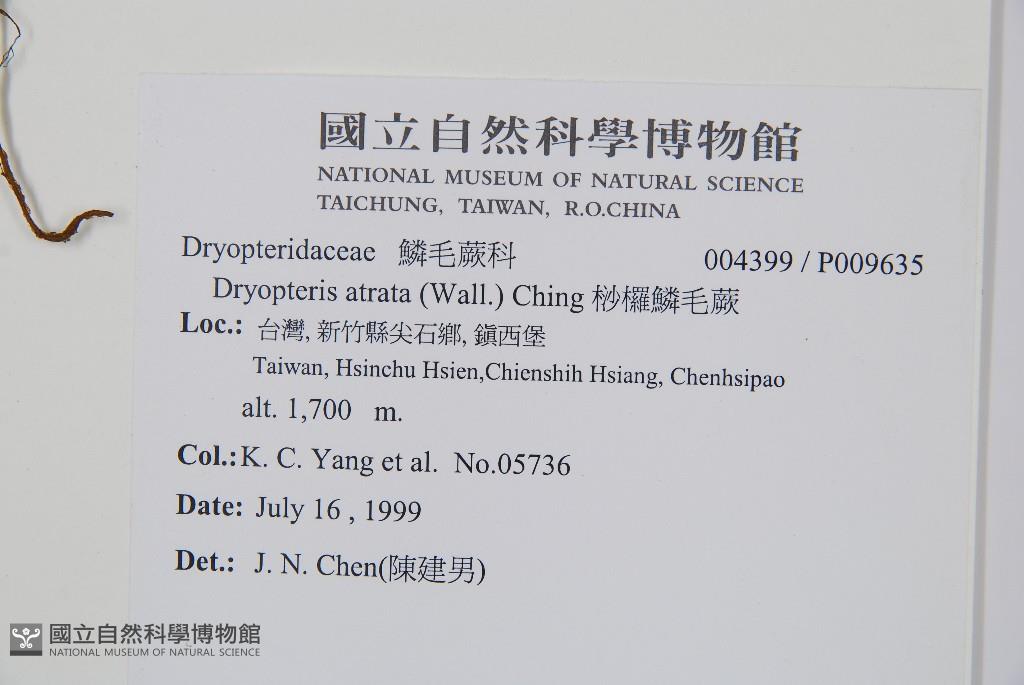 國立自然科學博物館
NATIONAL MUSEUM OF NATURAL SCIENCE
TAICHUNG, TAIWAN, R.O.CHINA
Dryopteridaceae 鱗毛蕨科 004399 / P009635
Dryopteris atrata (Wall.) Ching 桫欏鱗毛蕨
Loc.: 台灣, 新竹縣尖石鄉, 鎮西堡
Taiwan, Hsinchu Hsien,Chienshih Hsiang, Chenhsipao
alt. 1,700 m.
Col.:K. C. Yang et al. No.05736
Date: July 16 , 1999
Det.: J. N. Chen(陳建男)
國立自然科學博物館
NATIONAL MUSEUM OF NATURAL SCIENCE